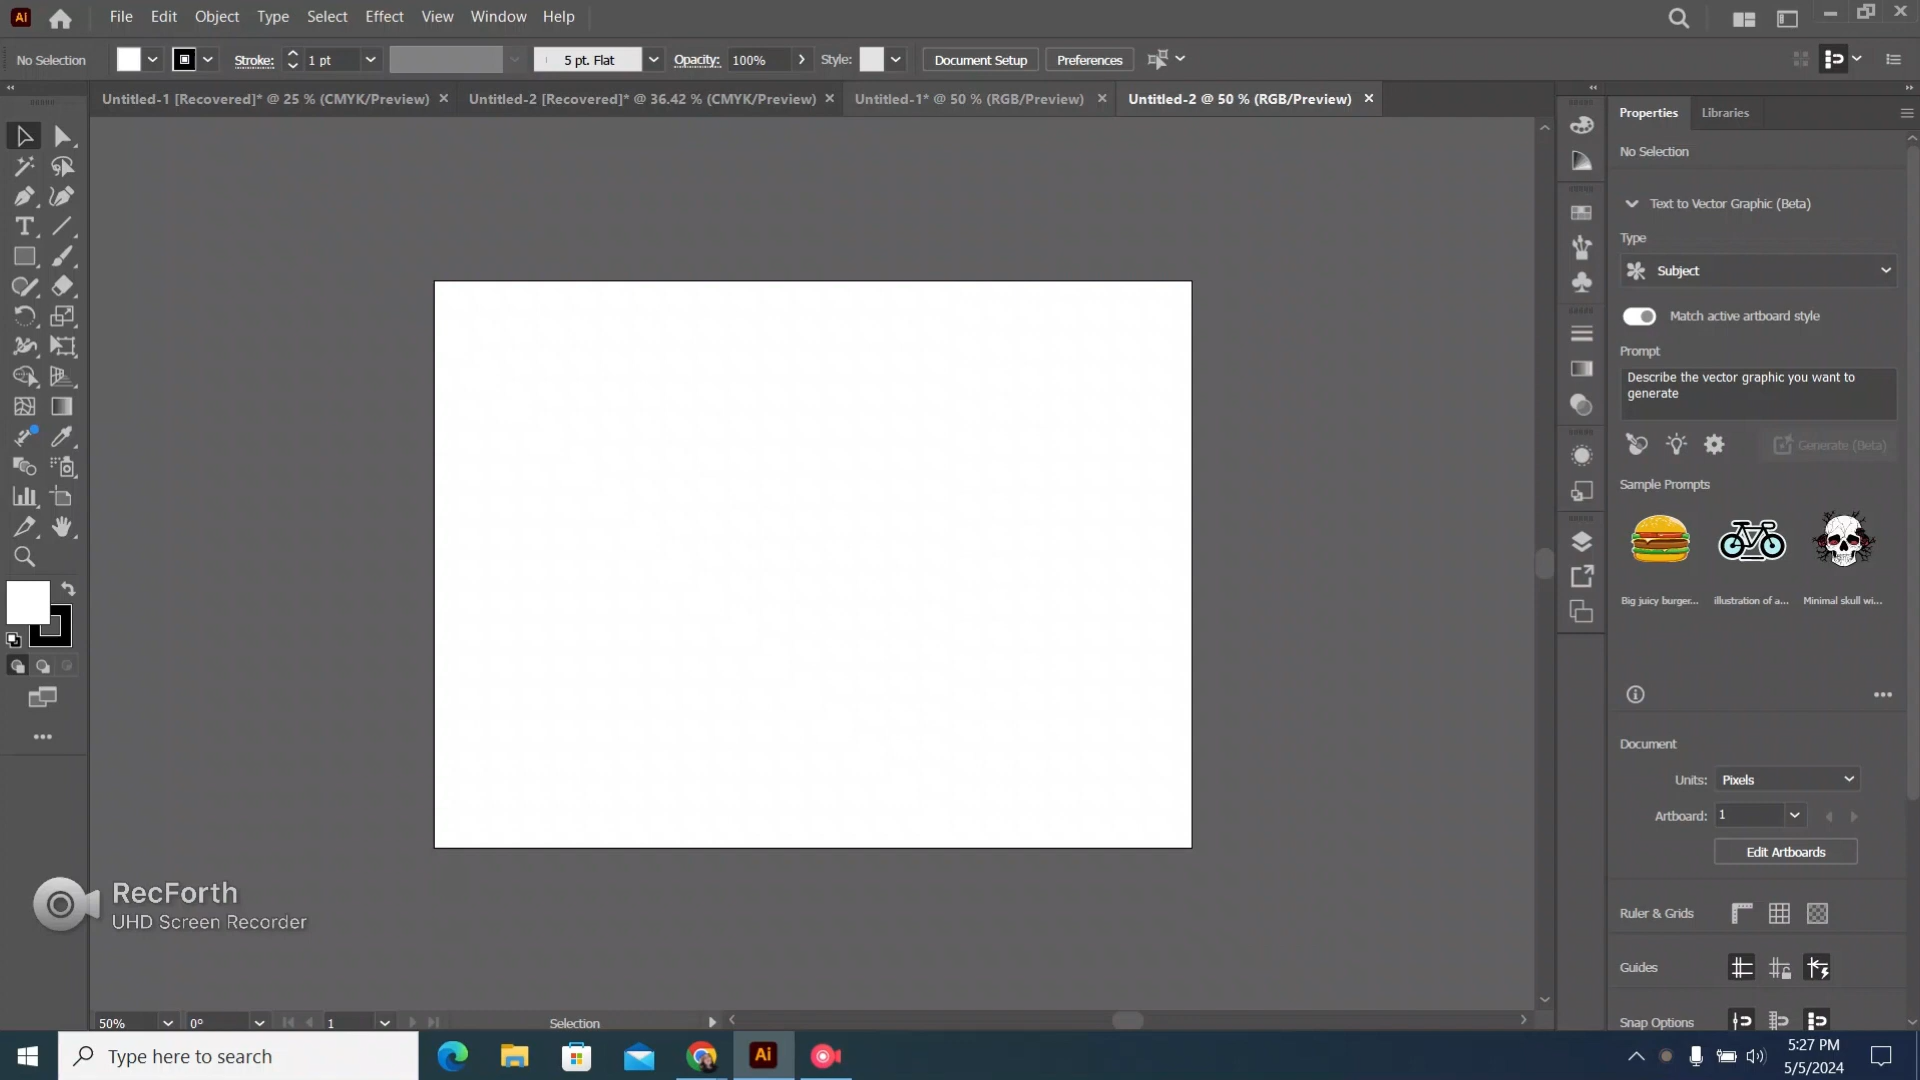 Ai
File Edit Object Type Select Effect View Window Help
No Selection
Stroke: 1 pt
5 pt. Flat
Opacity: 100%
Style:
Document Setup
Preferences
Untitled-1 [Recovered]* @ 25 % (CMYK/Preview)
Untitled-2 [Recovered]* @ 36.42 % (CMYK/Preview)
Untitled-1* @ 50 % (RGB/Preview)
Untitled-2 @ 50 % (RGB/Preview)
Properties
Libraries
No Selection
Text to Vector Graphic (Beta)
Type
Subject
Match active artboard style
Prompt
Describe the vector graphic you want to
generate
Generate (Beta)
Sample Prompts
Big juicy burger...
illustration of a...
Minimal skull wi...
Document
Units: Pixels
Artboard: 1
Edit Artboards
Ruler & Grids
Guides
Snap Options
RecForth
UHD Screen Recorder
50%
0°
1
Selection
Type here to search
Ai
5:27 PM
5/5/2024